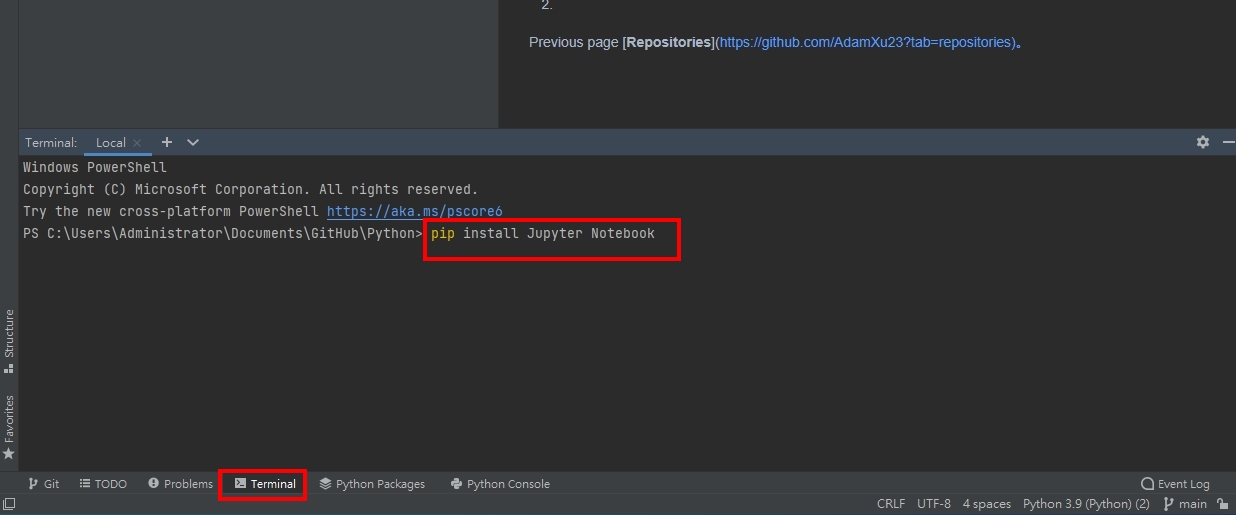 2.
Previous page [Repositories](https://github.com/AdamXu23?tab=repositories)。
Terminal: Local × + 
Windows PowerShell
Copyright (C) Microsoft Corporation. All rights reserved.
Try the new cross-platform PowerShell https://aka.ms/pscore6
PS C:\Users\Administrator\Documents\GitHub\Python> pip install Jupyter Notebook
Structure
Favorites
Git TODO Problems Terminal Python Packages Python Console Event Log
CRLF UTF-8 4 spaces Python 3.9 (Python) (2) main